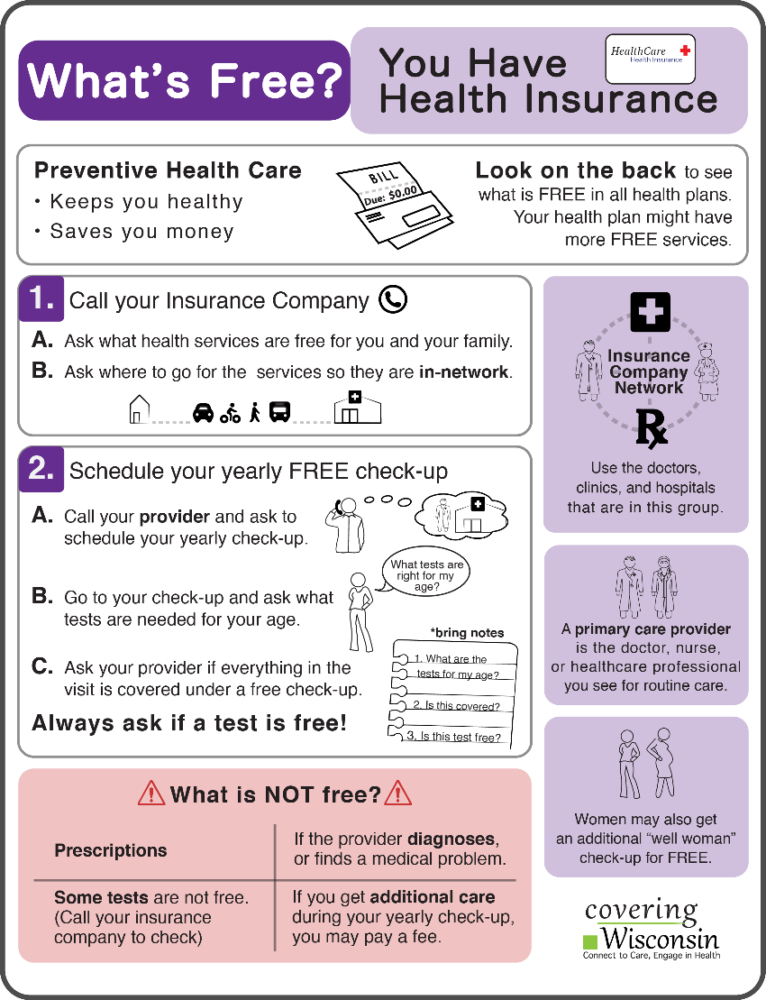 What's Free?
You Have
Health Insurance
HealthCare
Health Insurance
Preventive Health Care
• Keeps you healthy
• Saves you money
BILL
Due: $0.00
Look on the back to see
what is FREE in all health plans.
Your health plan might have
more FREE services.
1. Call your Insurance Company
A. Ask what health services are free for you and your family.
B. Ask where to go for the services so they are in-network.
Insurance
Company
Network
Rx
Use the doctors,
clinics, and hospitals
that are in this group.
2. Schedule your yearly FREE check-up
A. Call your provider and ask to
schedule your yearly check-up.
What tests are
right for my
age?
B. Go to your check-up and ask what
tests are needed for your age.
*bring notes
1. What are the
tests for my age?
2. Is this covered?
3. Is this test free?
C. Ask your provider if everything in the
visit is covered under a free check-up.
Always ask if a test is free!
A primary care provider
is the doctor, nurse,
or healthcare professional
you see for routine care.
Women may also get
an additional “well woman”
check-up for FREE.
What is NOT free?
Prescriptions
If the provider diagnoses,
or finds a medical problem.
Some tests are not free.
(Call your insurance
company to check)
If you get additional care
during your yearly check-up,
you may pay a fee.
covering
Wisconsin
Connect to Care, Engage in Health